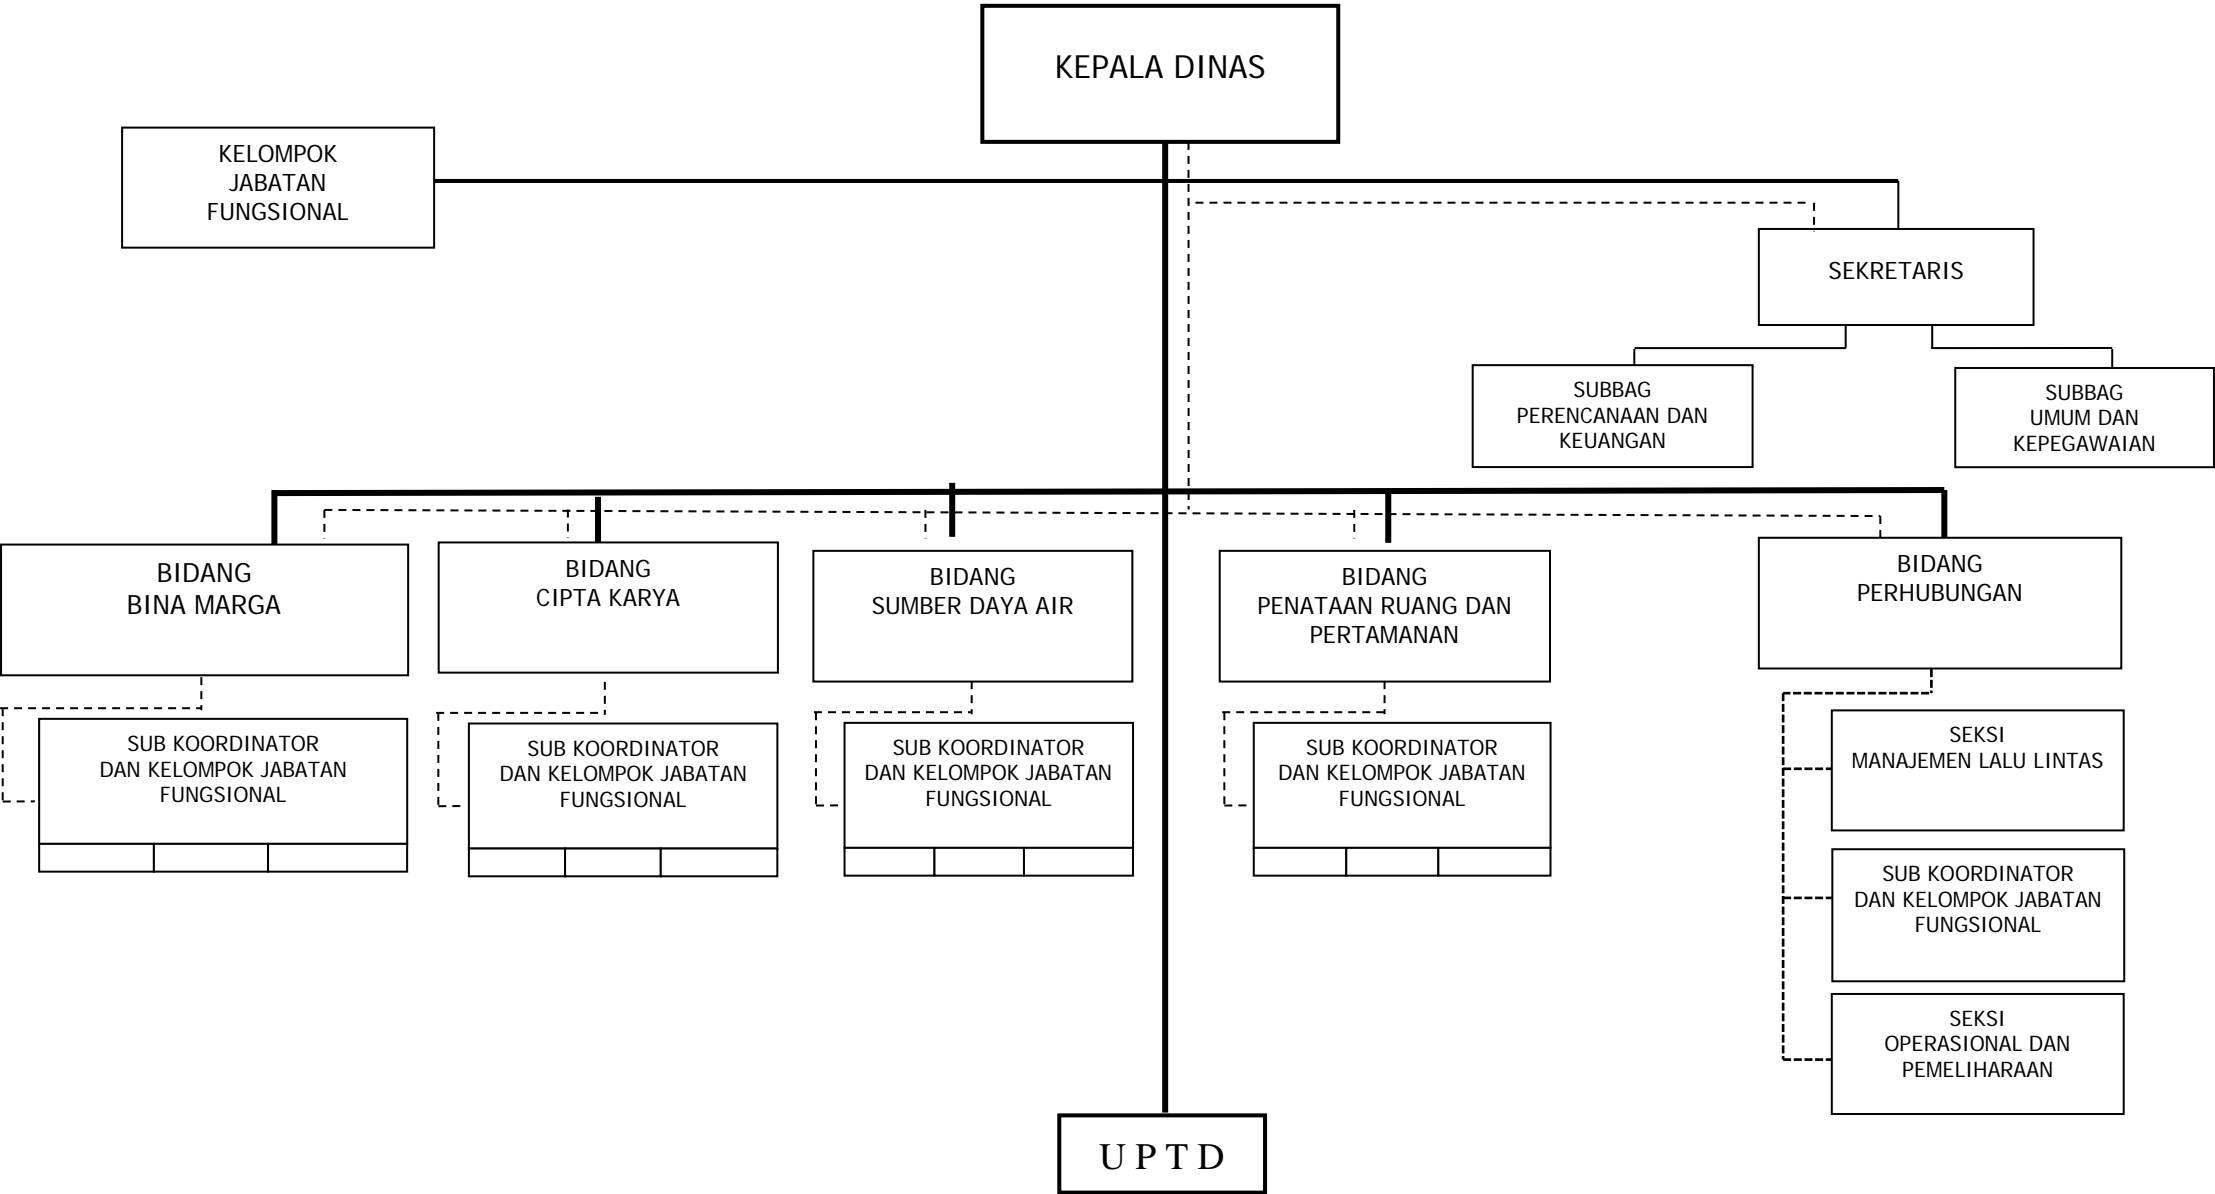 KEPALA DINAS
KELOMPOK
JABATAN
FUNGSIONAL
SEKRETARIS
SUBBAG
PERENCANAAN DAN
KEUANGAN
SUBBAG
UMUM DAN
KEPEGAWAIAN
BIDANG
BINA MARGA
BIDANG
CIPTA KARYA
BIDANG
SUMBER DAYA AIR
BIDANG
PENATAAN RUANG DAN
PERTAMANAN
BIDANG
PERHUBUNGAN
SUB KOORDINATOR
DAN KELOMPOK JABATAN
FUNGSIONAL
SUB KOORDINATOR
DAN KELOMPOK JABATAN
FUNGSIONAL
SUB KOORDINATOR
DAN KELOMPOK JABATAN
FUNGSIONAL
SUB KOORDINATOR
DAN KELOMPOK JABATAN
FUNGSIONAL
SEKSI
MANAJEMEN LALU LINTAS
SUB KOORDINATOR
DAN KELOMPOK JABATAN
FUNGSIONAL
SEKSI
OPERASIONAL DAN
PEMELIHARAAN
U P T D